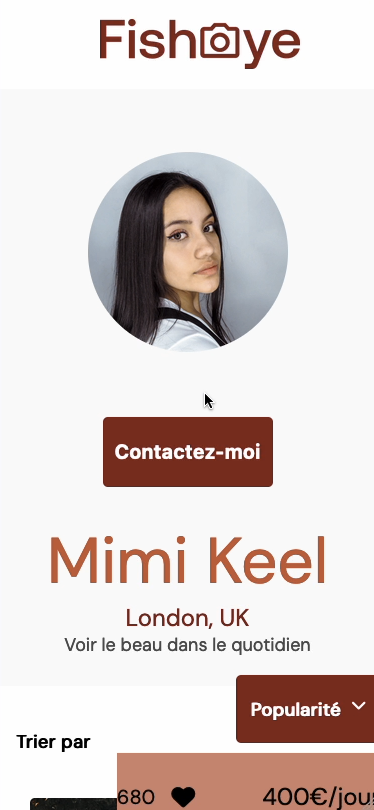 Fisheye
Contactez-moi
Mimi Keel
London, UK
Voir le beau dans le quotidien
Popularité
Trier par
680
400€/jou